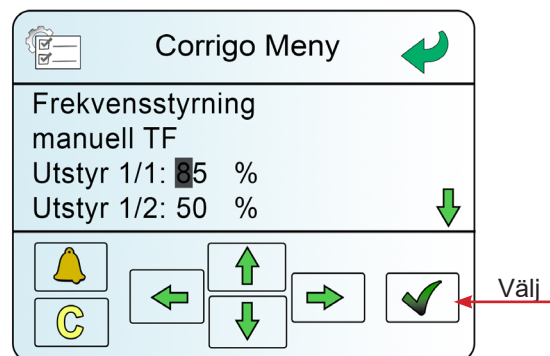 Corrigo Meny
Frekvensstyrning
manuell TF
Utstyr 1/1: 85 %
Utstyr 1/2: 50 %
C
Välj